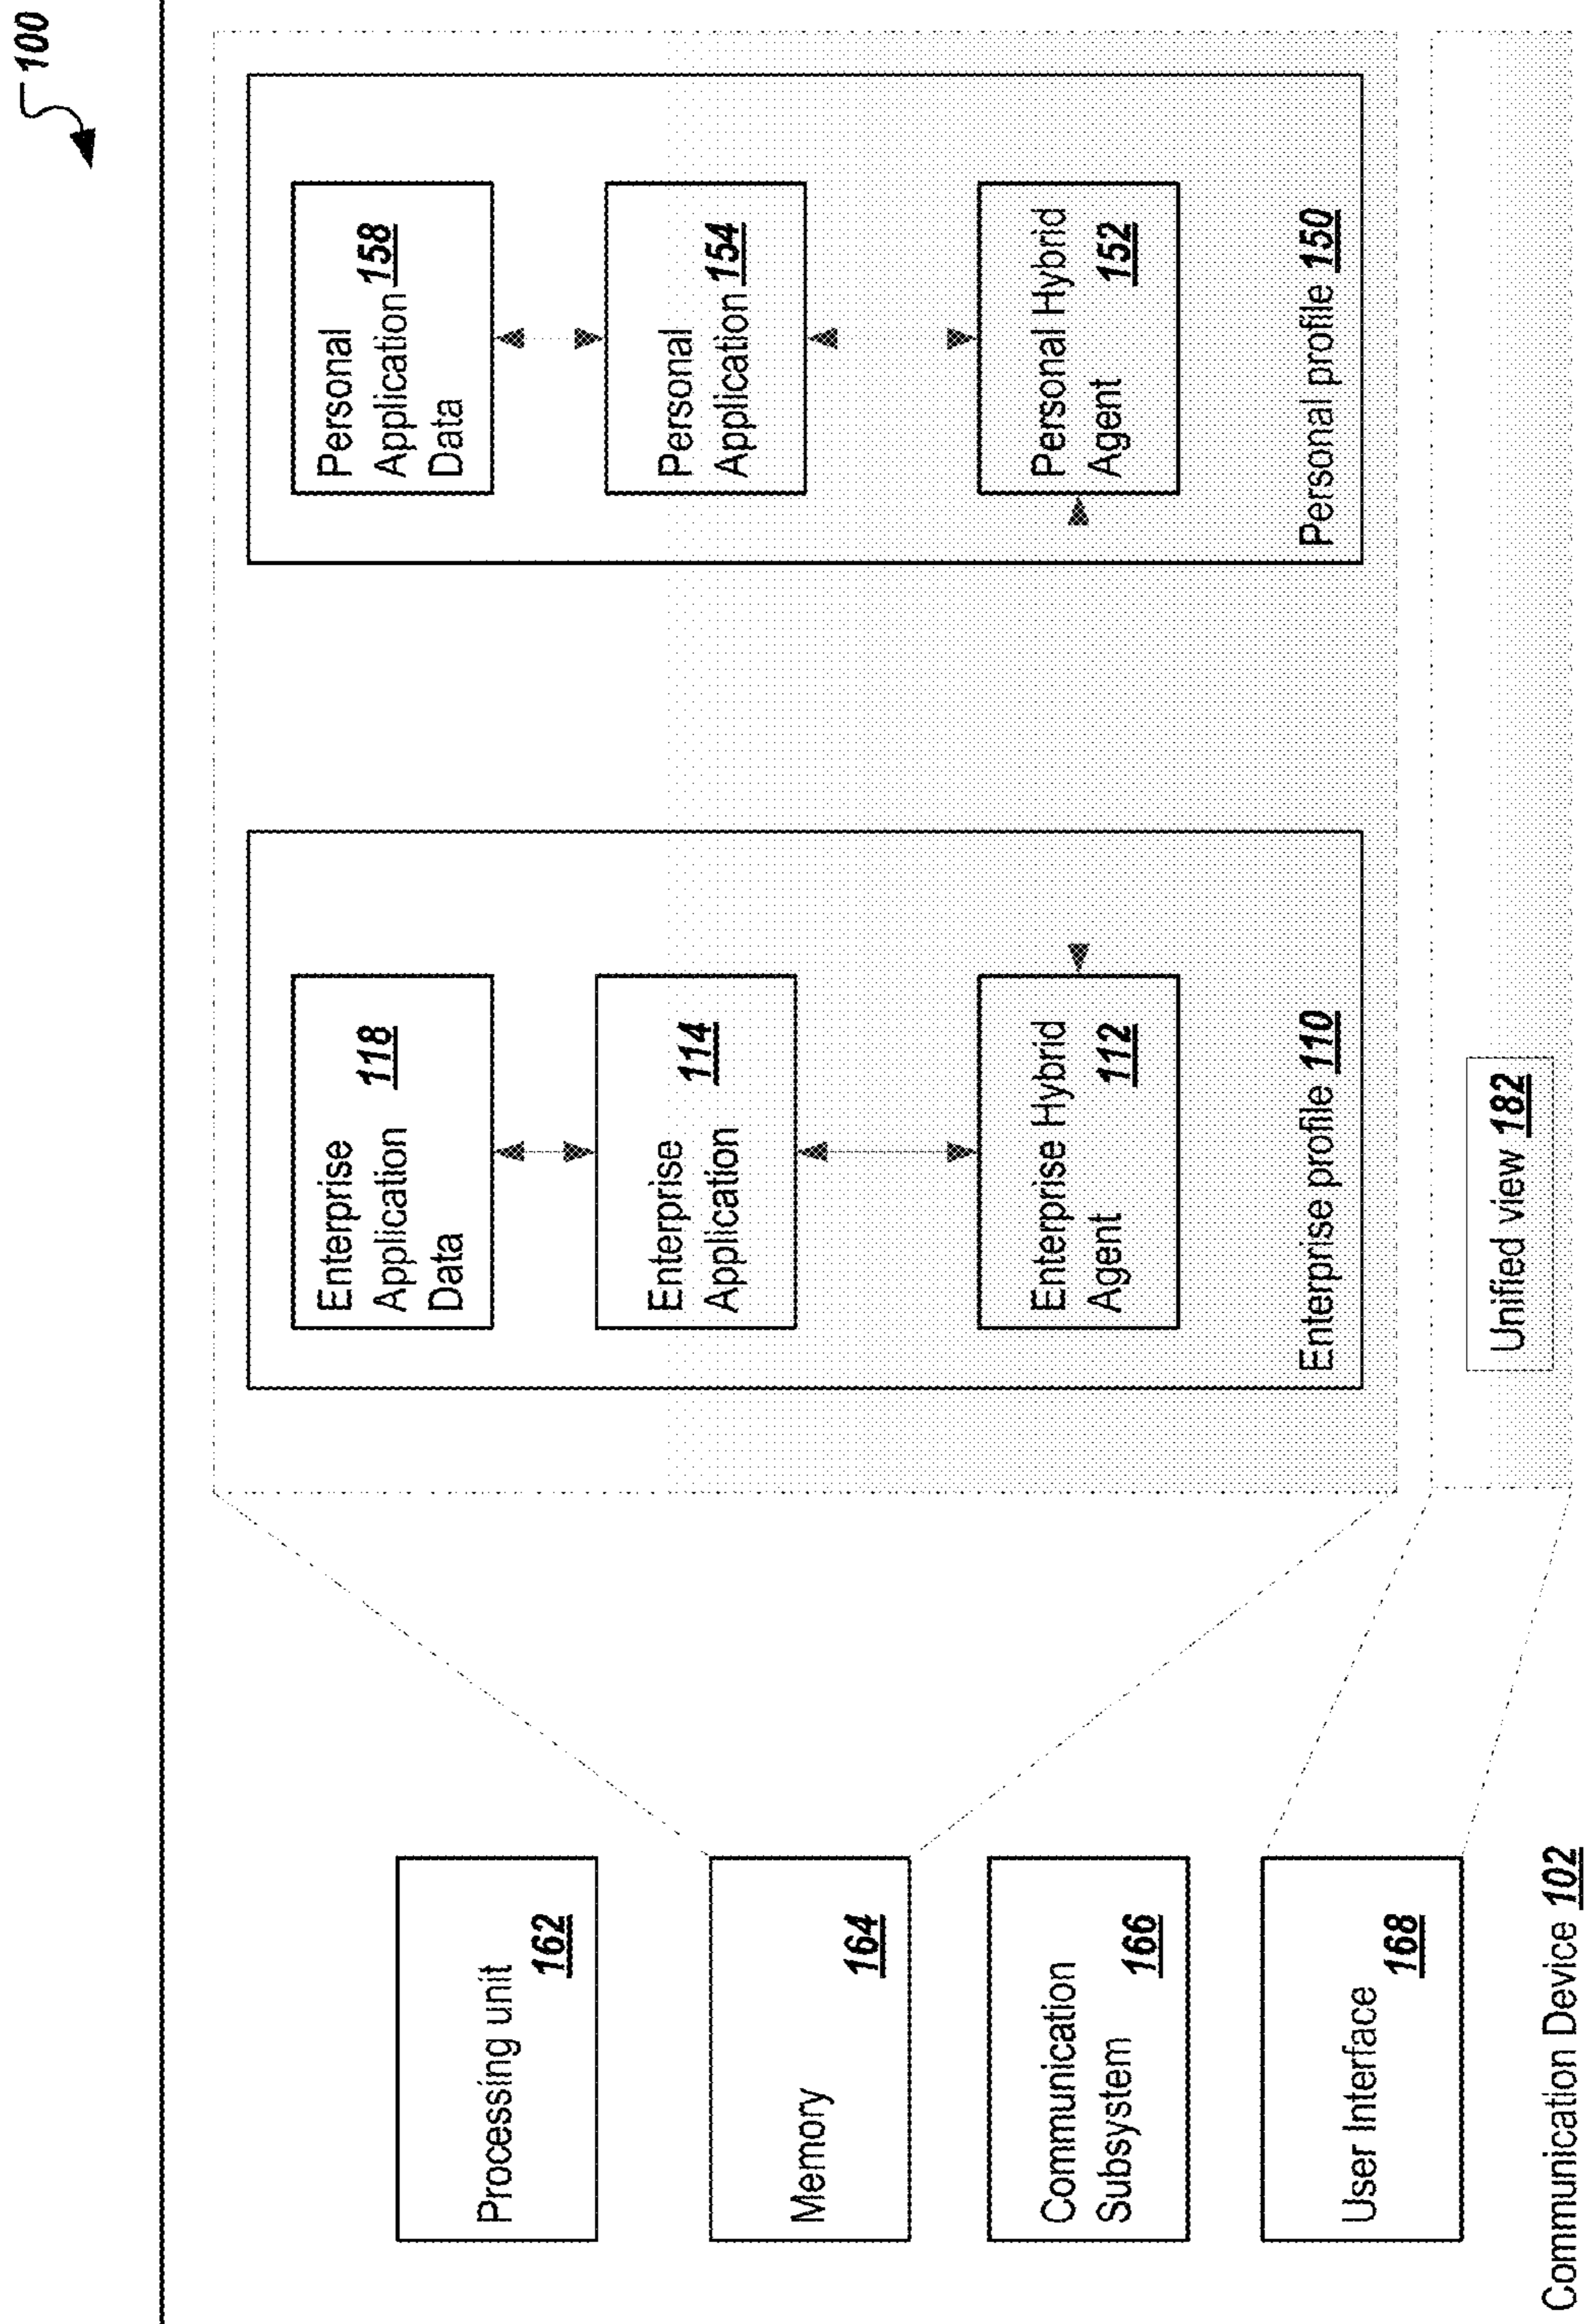 100
Processing unit
162
Memory
164
Communication
Subsystem
166
User Interface
168
Communication Device 102
Enterprise
Application
Data
118
Enterprise
Application
114
Enterprise Hybrid
Agent
112
Enterprise profile 110
Personal
Application 158
Data
Personal
Application 154
Personal Hybrid
Agent
152
Personal profile 150
Unified view 182